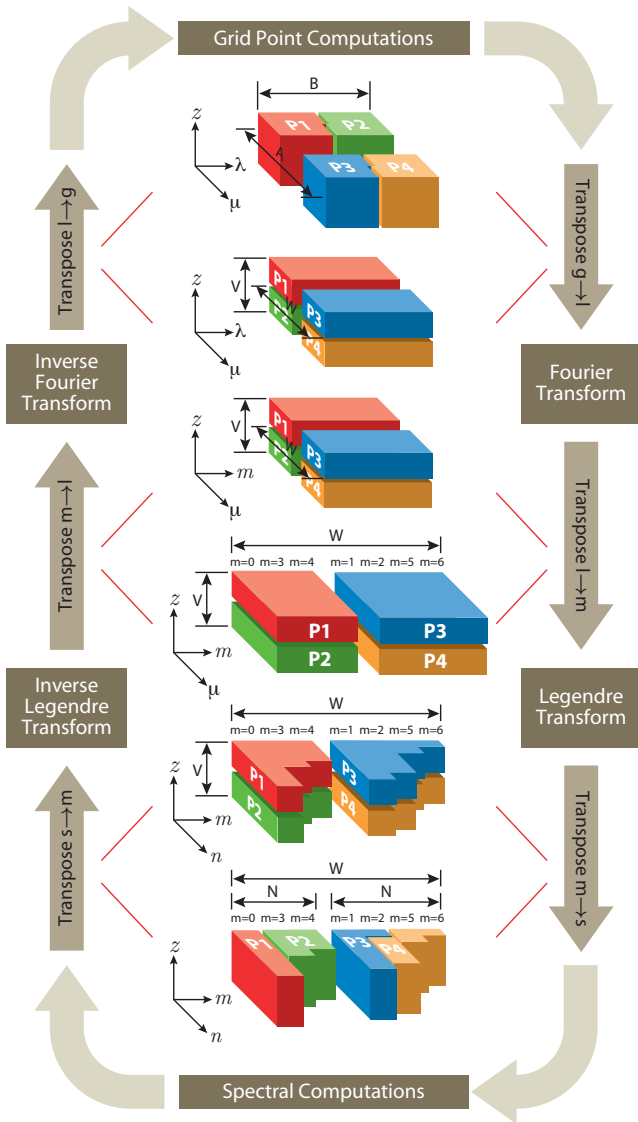 Grid Point Computations
B
P1 P2
A
P3 P4
z
λ
μ
Transpose l→g
Transpose g→l
V
P1
W
P2
P3
P4
z
λ
μ
Inverse
Fourier
Transform
Fourier
Transform
V
P1
W
P2
P3
P4
z
m
μ
Transpose m→l
Transpose l→m
W
m=0 m=3 m=4 m=1 m=2 m=5 m=6
V
P1 P3
P2 P4
z
m
μ
Inverse
Legendre
Transform
Legendre
Transform
W
m=0 m=3 m=4 m=1 m=2 m=5 m=6
V
P1 P3
P2 P4
z
m
n
Transpose s→m
Transpose m→s
W
N N
m=0 m=3 m=4 m=1 m=2 m=5 m=6
P1 P2 P3 P4
z
m
n
Spectral Computations